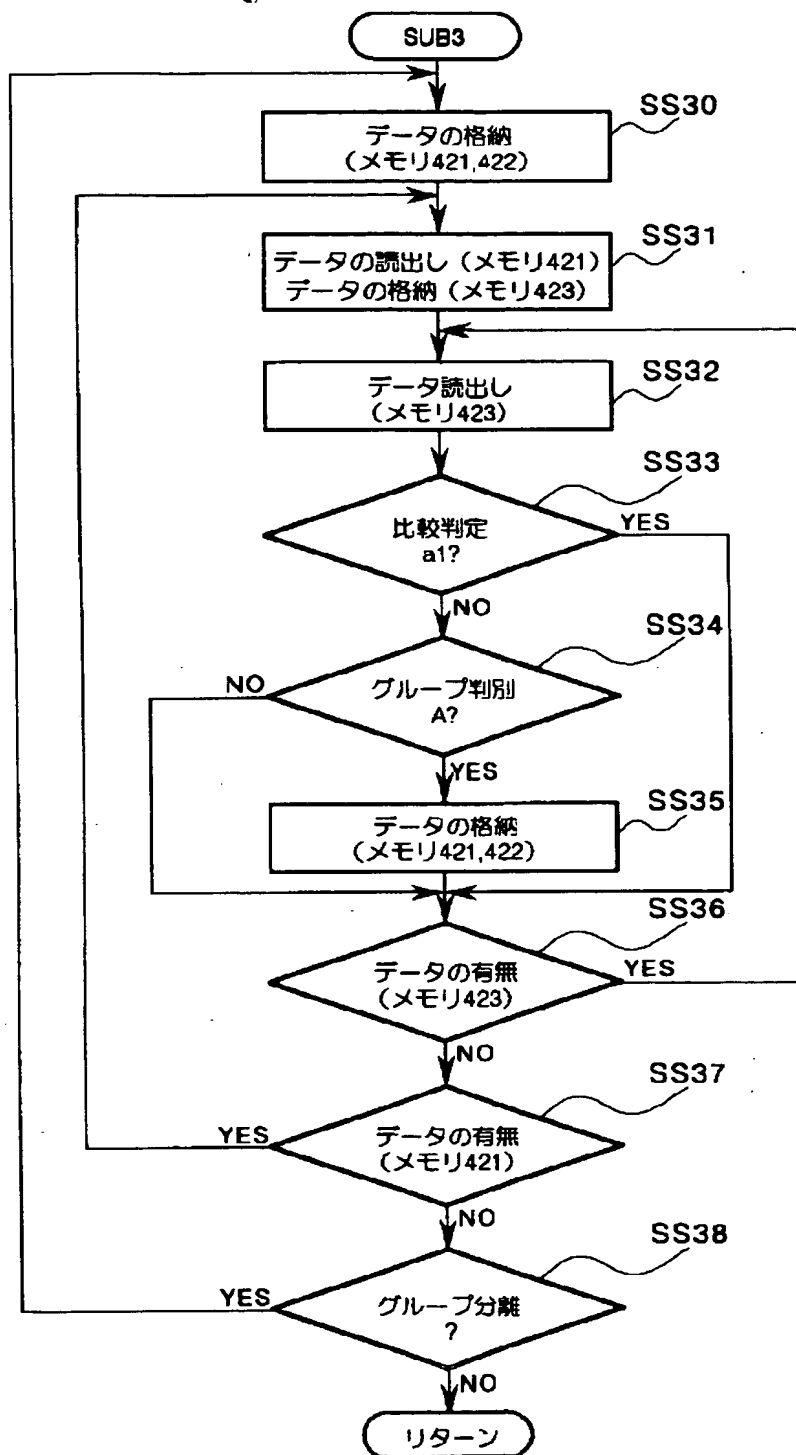 SUB3
SS30
データの格納
(メモリ421,422)
SS31
データの読出し(メモリ421)
データの格納(メモリ423)
SS32
データ読出し
(メモリ423)
SS33
比較判定
a1?
YES
NO
SS34
グループ判別
A?
NO
YES
SS35
データの格納
(メモリ421,422)
SS36
データの有無
(メモリ423)
YES
NO
SS37
データの有無
(メモリ421)
YES
NO
SS38
グループ分離
?
YES
NO
リターン